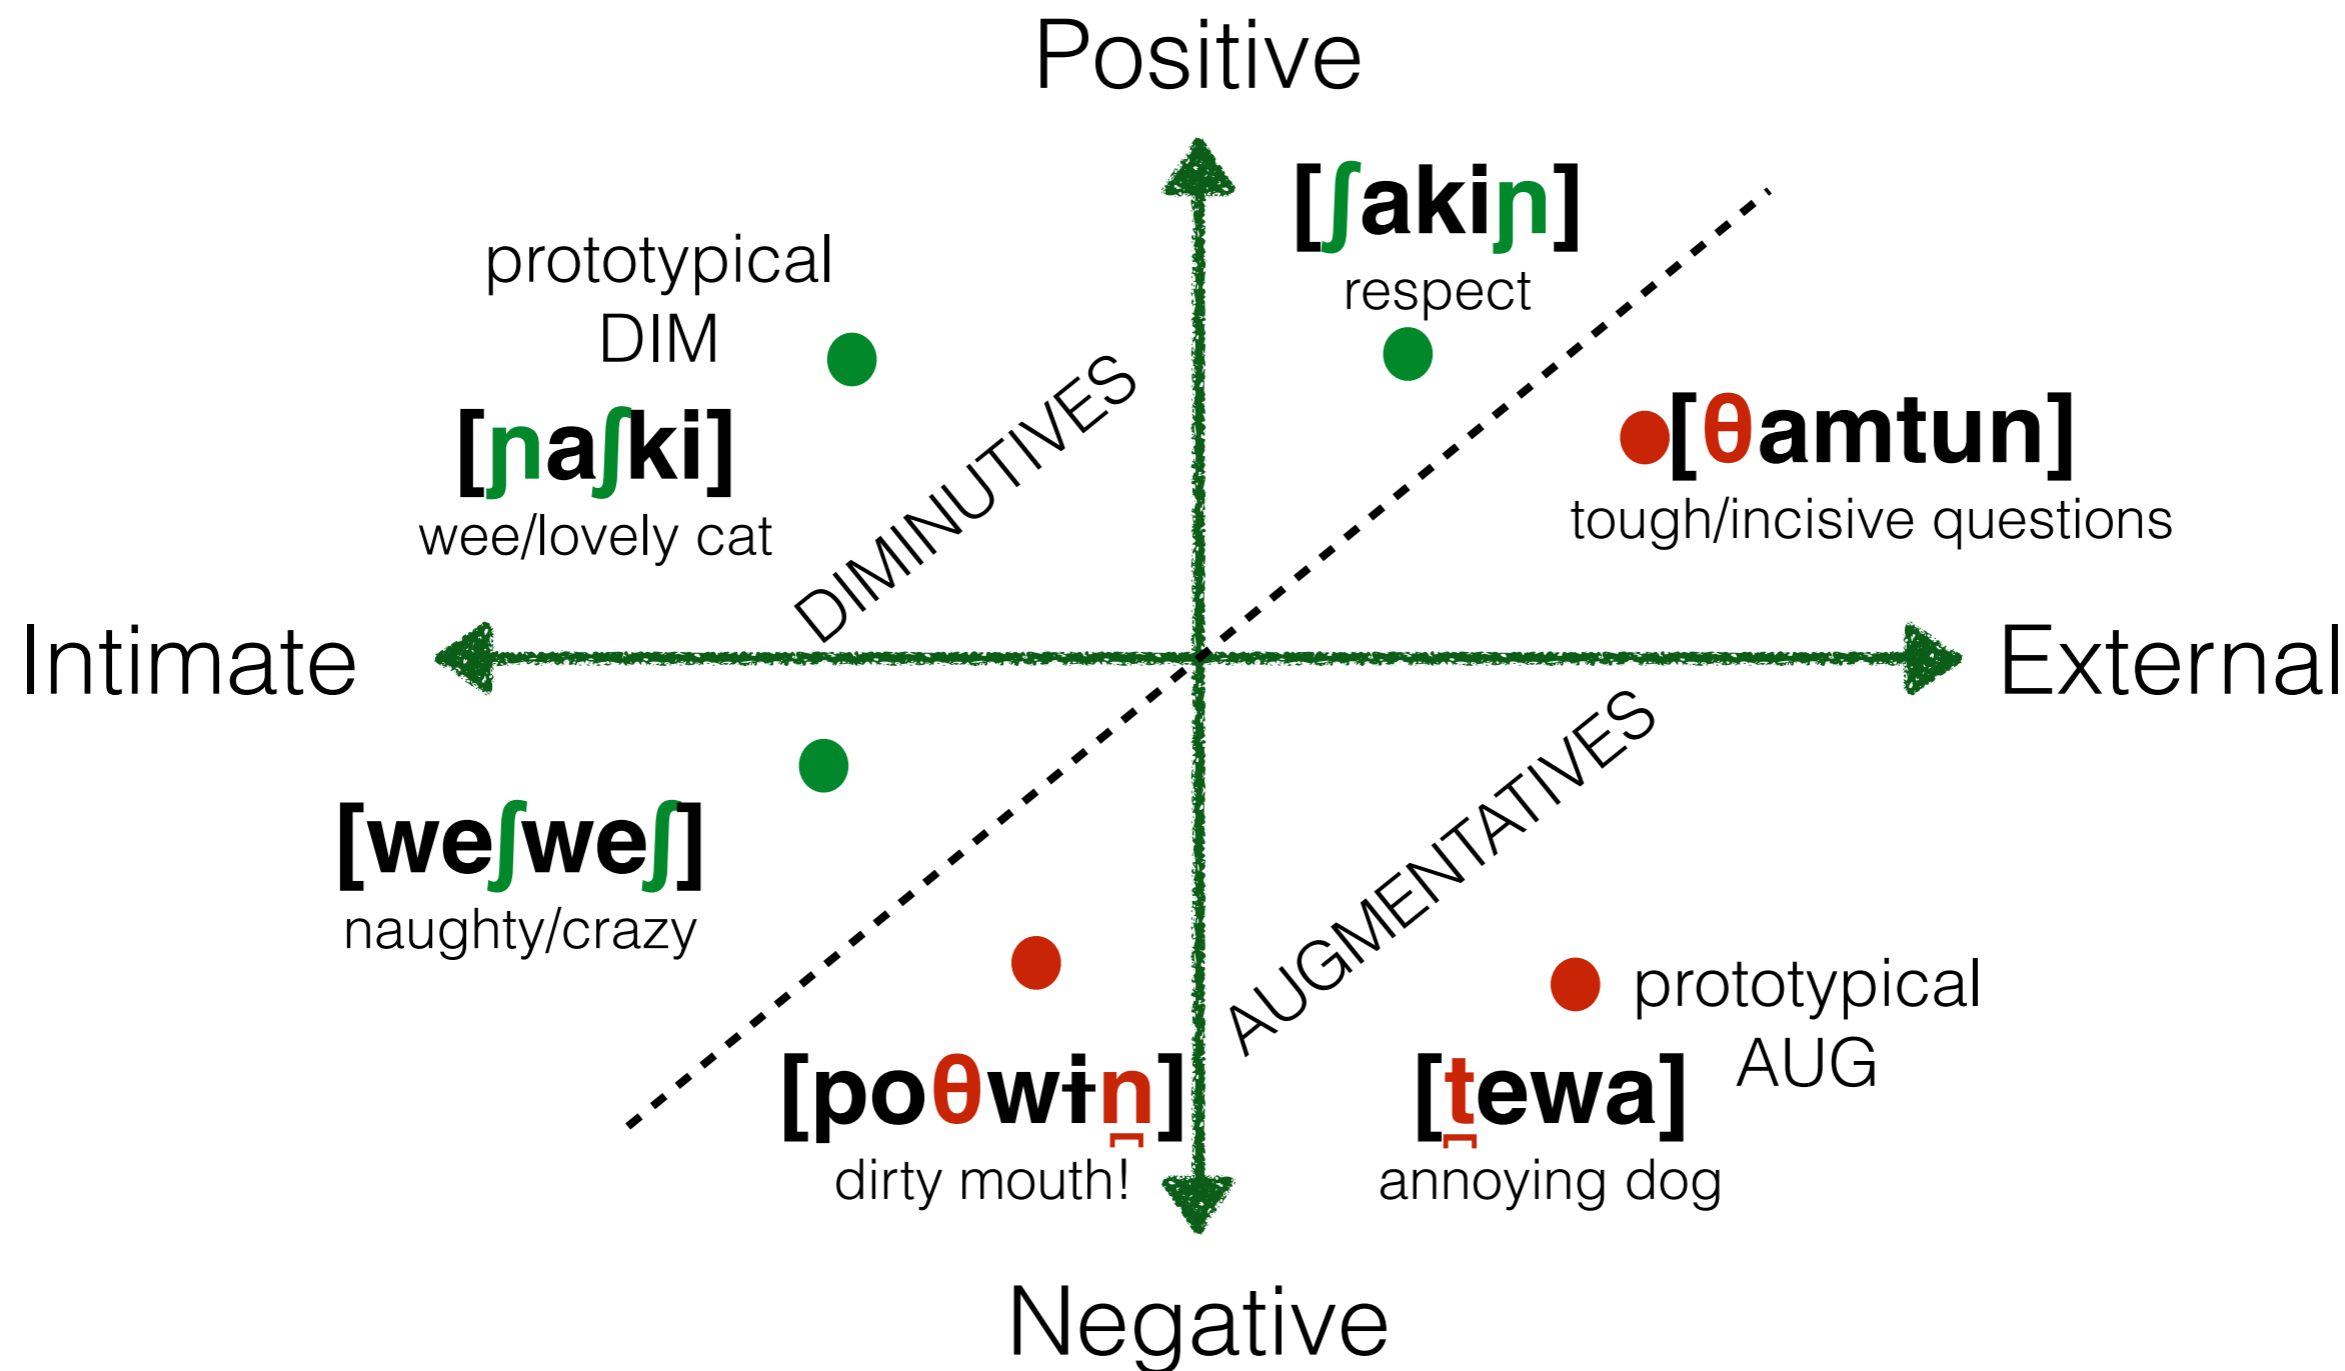 Positive
[ʃakiɲ]
respect
prototypical
DIM
[ɲaʃki]
wee/lovely cat
DIMINUTIVES
[θamtun]
tough/incisive questions
Intimate
External
[weʃweʃ]
naughty/crazy
AUGMENTATIVES
prototypical
AUG
[poθwɨn̪]
dirty mouth!
[t̪ewa]
annoying dog
Negative